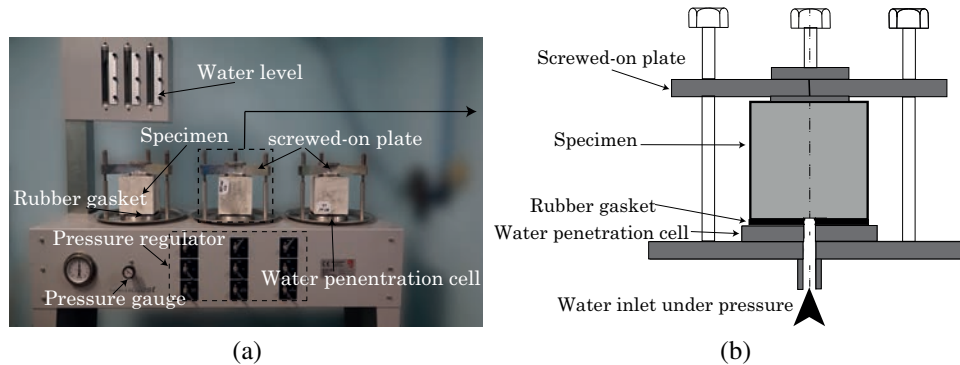 Water level
Specimen
screwed-on plate
Rubber gasket
Pressure regulator
Water penentration cell
Pressure gauge
(a)
Screwed-on plate
Specimen
Rubber gasket
Water penetration cell
Water inlet under pressure
(b)